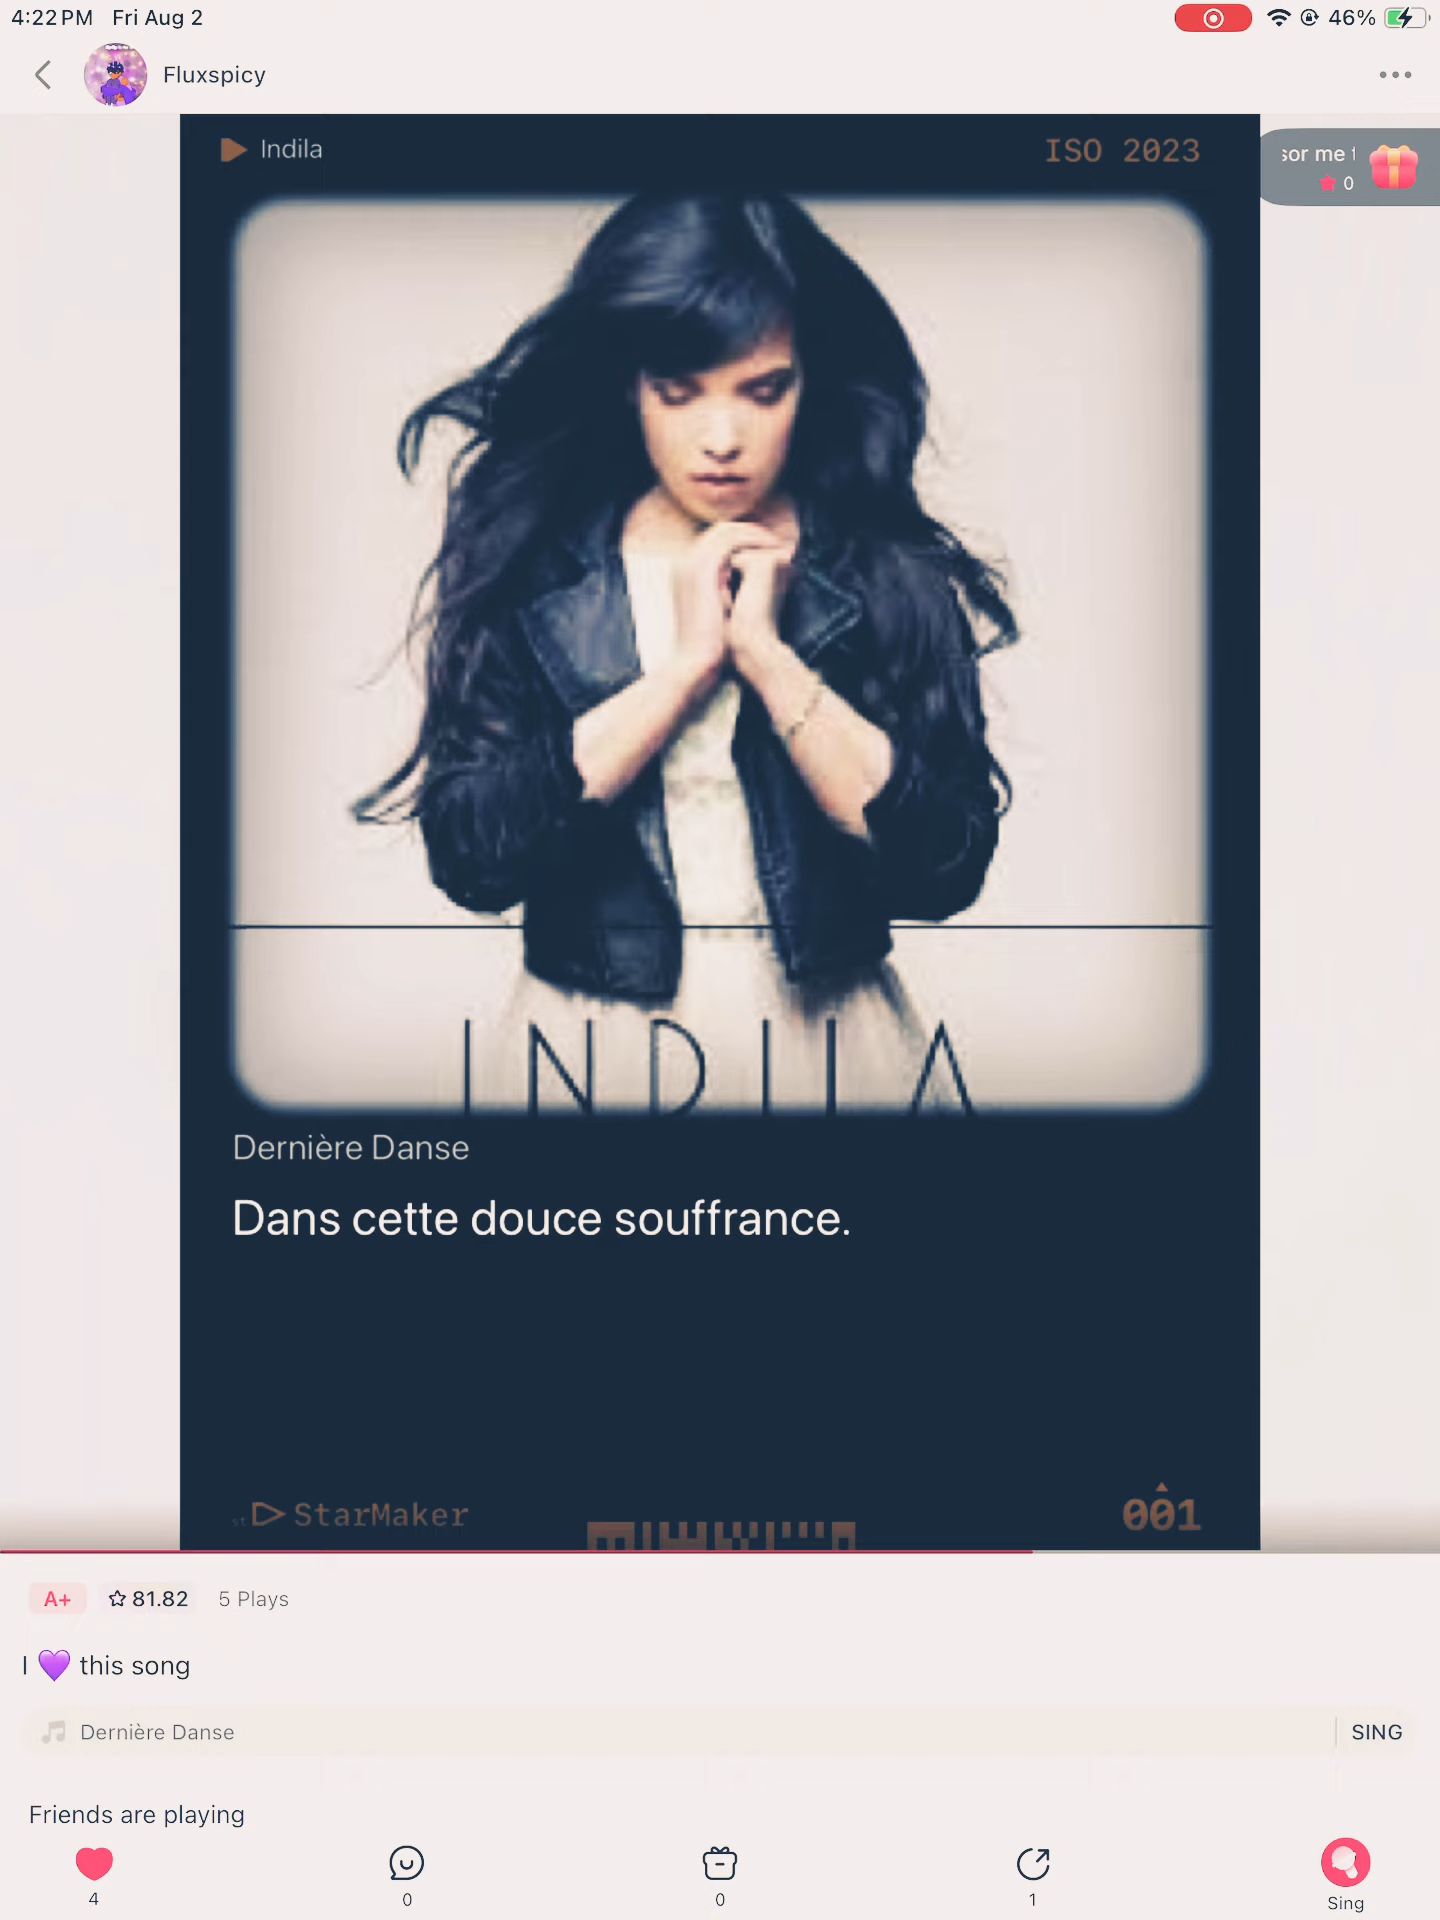 4:22 PM Fri Aug 2
46%
Fluxspicy
Indila
ISO 2023
sor me
0
INDILA
Dernière Danse
Dans cette douce souffrance.
StarMaker
001
A+ 81.82 5 Plays
I 💜 this song
Dernière Danse
SING
Friends are playing
4
0
0
1
Sing